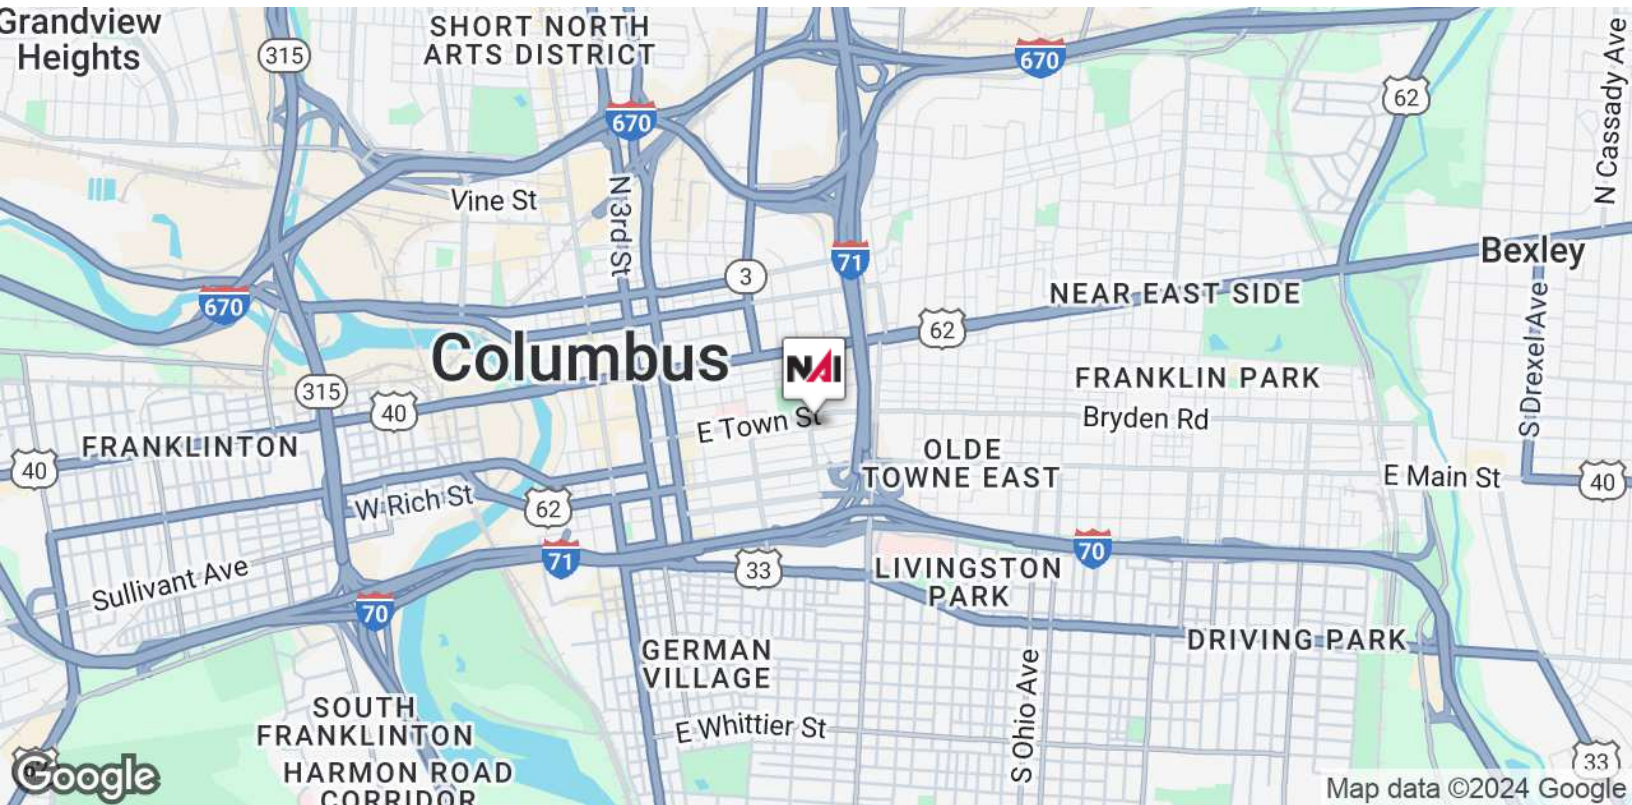 Grandview
Heights
315
SHORT NORTH
ARTS DISTRICT
670
62
N Cassady Ave
670
Vine St
N 3rd St
3
71
Bexley
670
NEAR EAST SIDE
62
Columbus
NAI
315
40
FRANKLIN PARK
S Drexel Ave
E Town St
Bryden Rd
FRANKLINTON
40
OLDE
TOWNE EAST
E Main St
40
W Rich St
62
71
70
33
Sullivant Ave
LIVINGSTON
PARK
70
DRIVING PARK
GERMAN
VILLAGE
S Ohio Ave
SOUTH
FRANKLINTON
E Whittier St
HARMON ROAD
CORRIDOR
33
Google
Map data ©2024 Google